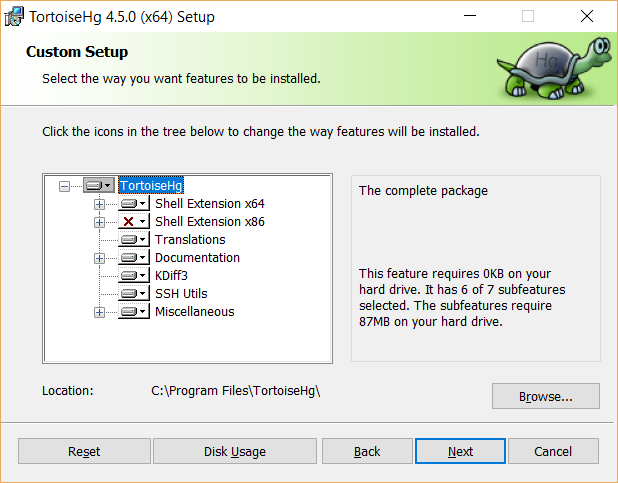 TortoiseHg 4.5.0 (x64) Setup
Custom Setup
Select the way you want features to be installed.
Hg
Click the icons in the tree below to change the way features will be installed.
TortoiseHg
Shell Extension x64
Shell Extension x86
Translations
Documentation
KDiff3
SSH Utils
Miscellaneous
The complete package
This feature requires 0KB on your
hard drive. It has 6 of 7 subfeatures
selected. The subfeatures require
87MB on your hard drive.
Location: C:\Program Files\TortoiseHg\
Browse...
Reset Disk Usage Back Next Cancel